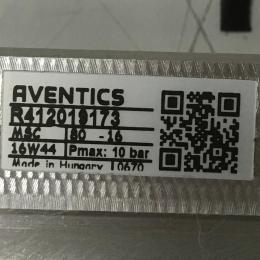 AVENTICS
R412019173
MSC 80 -16
16W44 Pmax: 10 bar
Made in Hungary 10670